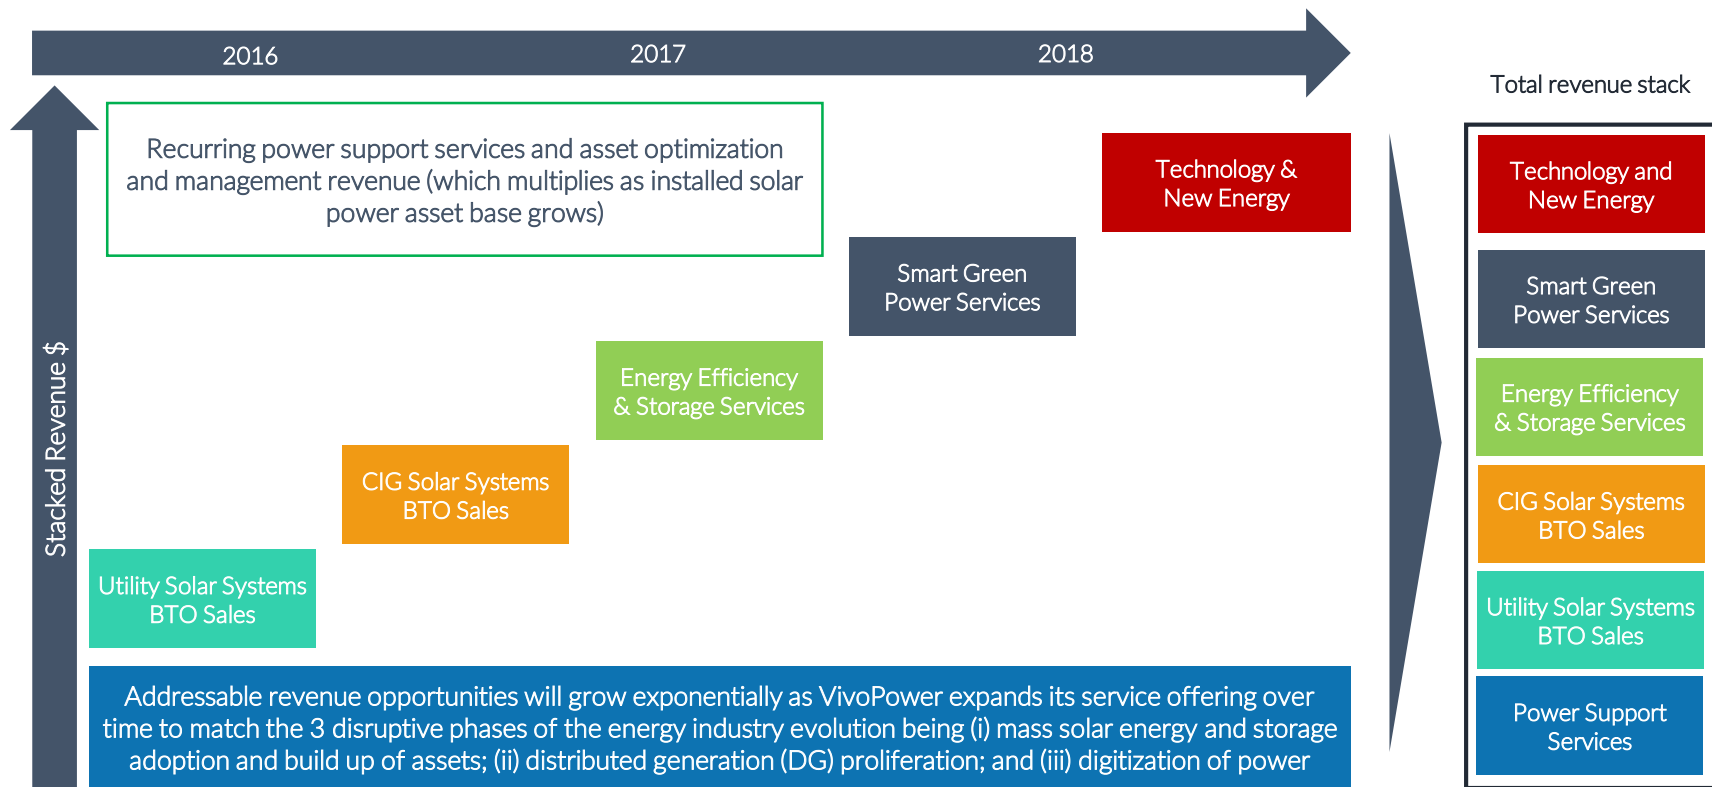 2016
2017
2018
Stacked Revenue $
Recurring power support services and asset optimization
and management revenue (which multiplies as installed solar
power asset base grows)
Technology &
New Energy
Smart Green
Power Services
Energy Efficiency
& Storage Services
CIG Solar Systems
BTO Sales
Utility Solar Systems
BTO Sales
Addressable revenue opportunities will grow exponentially as VivoPower expands its service offering over
time to match the 3 disruptive phases of the energy industry evolution being (i) mass solar energy and storage
adoption and build up of assets; (ii) distributed generation (DG) proliferation; and (iii) digitization of power
Total revenue stack
Technology and
New Energy
Smart Green
Power Services
Energy Efficiency
& Storage Services
CIG Solar Systems
BTO Sales
Utility Solar Systems
BTO Sales
Power Support
Services